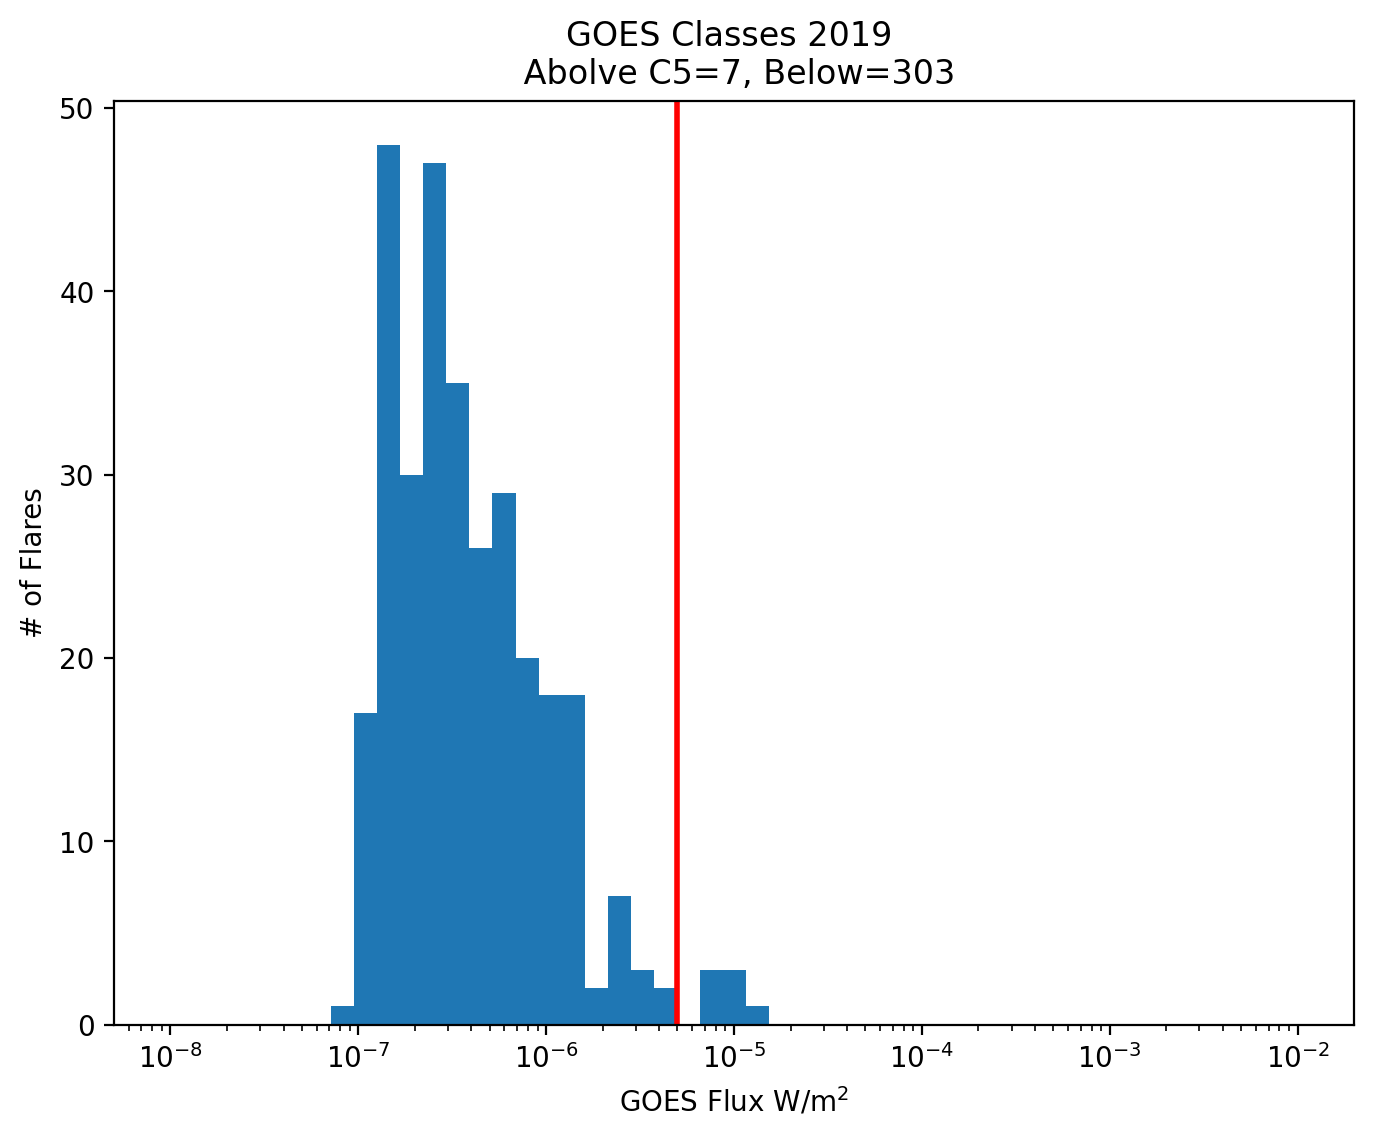 GOES Classes 2019
Abolve C5=7, Below=303
50
40
30
20
10
0
# of Flares
10⁻⁸ 10⁻⁷ 10⁻⁶ 10⁻⁵ 10⁻⁴ 10⁻³ 10⁻²
GOES Flux W/m²